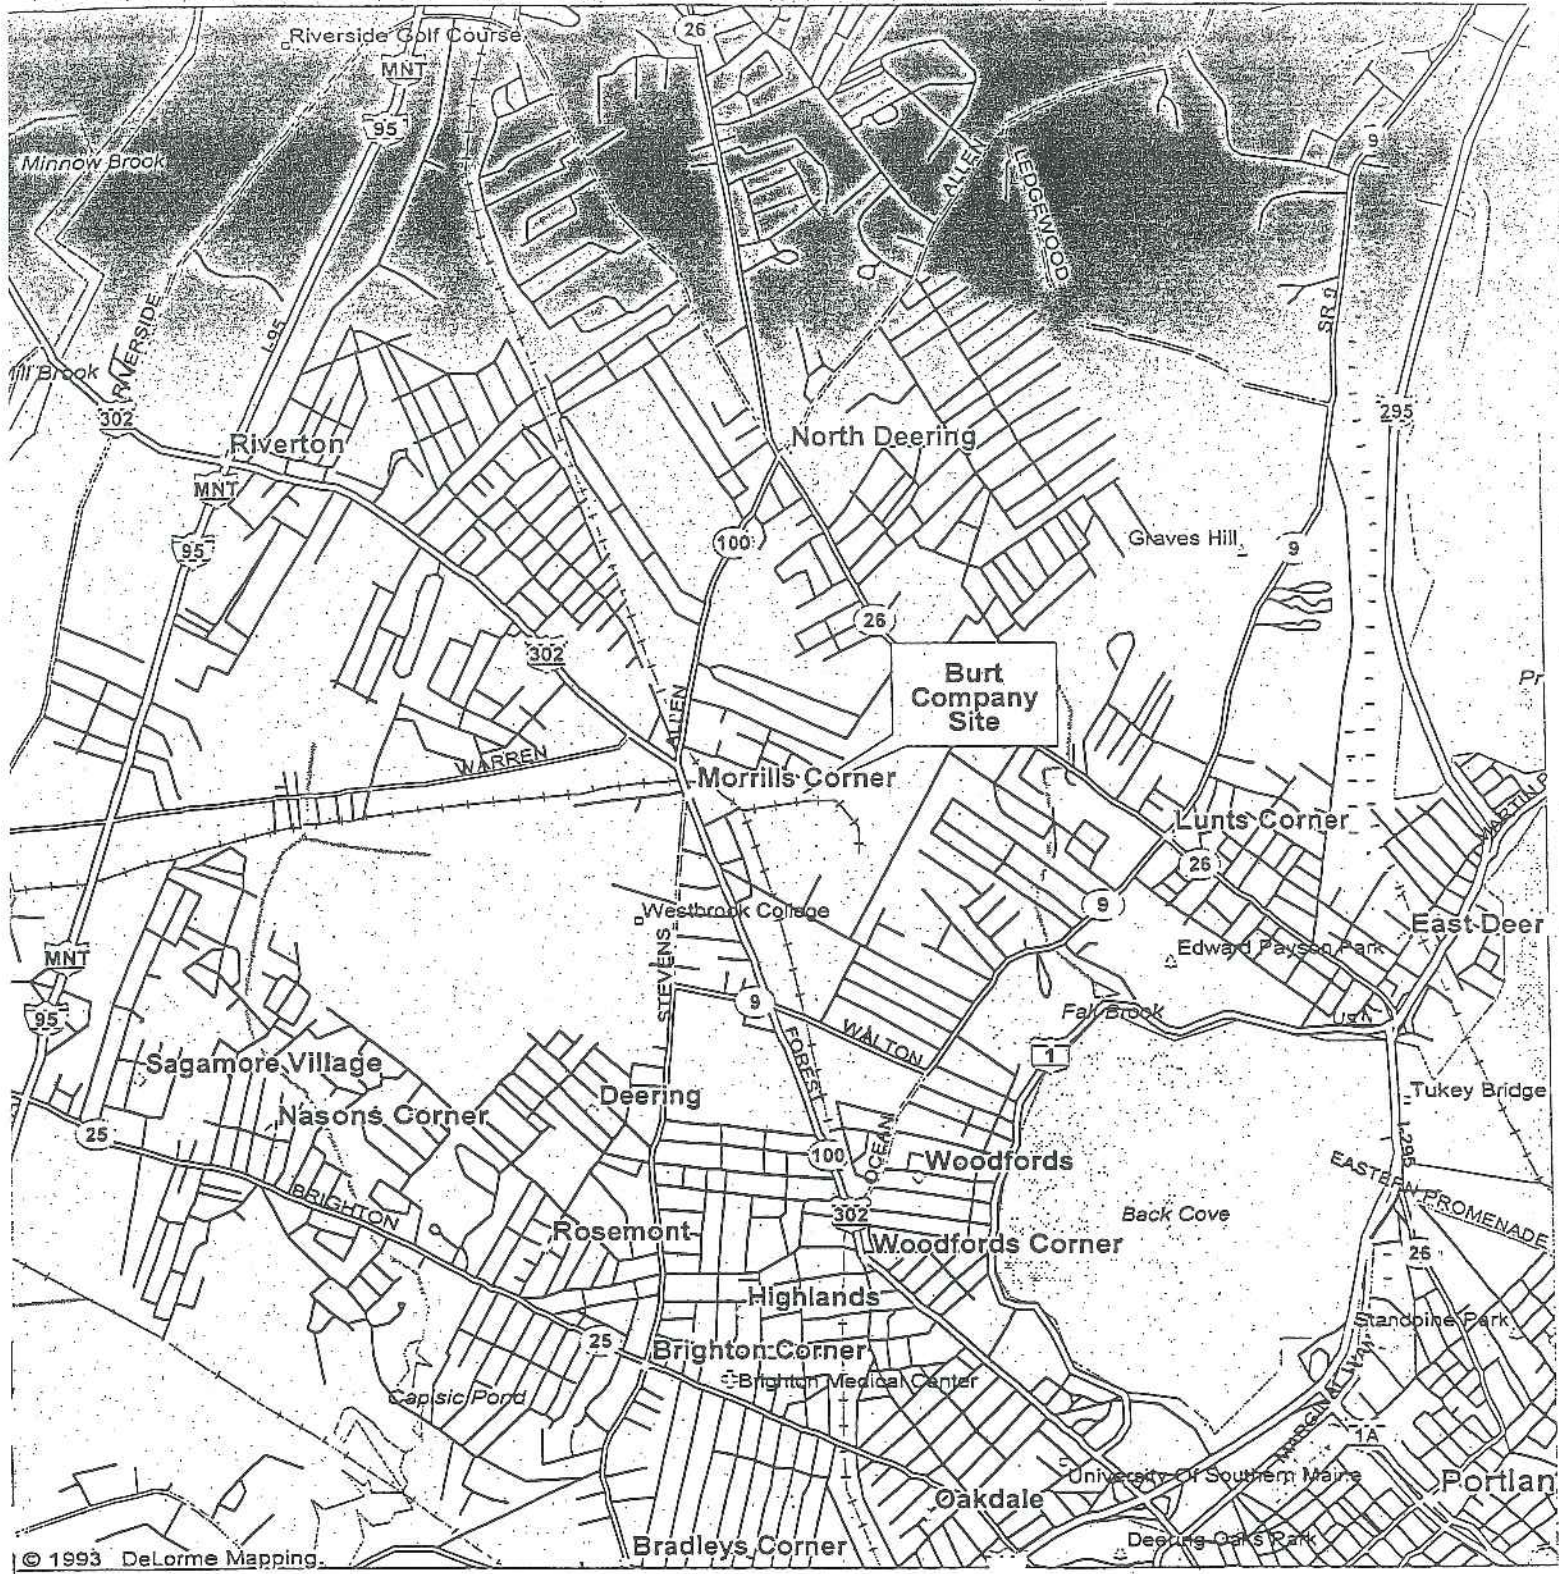 Riverside Golf Course
26
MNT
95
9
Minnow Brook
ALLEN
LEDGEWOOD
RIVERSIDE
I-95
SR 9
Brook
302
295
Riverton
North Deering
MNT
95
100
Graves Hill
9
26
302
Burt
Company
Site
ALLEN
WARREN
Morrills Corner
Lunts Corner
MARTIN
26
9
Westbrook College
East Deer
STEVENS
MNT
Edward Payson Park
95
9
Fall Brook
WALTON
FOREST
1
Sagamore Village
Deering
Tukey Bridge
Nasons Corner
25
100
OCEAN
Woodfords
I-295
EASTERN PROMENADE
BRIGHTON
302
Back Cove
Rosemont
Woodfords Corner
26
Highlands
Standpipe Park
25
Brighton Corner
Brighton Medical Center
Capisic Pond
MARGINAL WAY
1A
University Of Southern Maine
Portlan
Oakdale
Deering Oaks Park
Bradleys Corner
© 1993 DeLorme Mapping